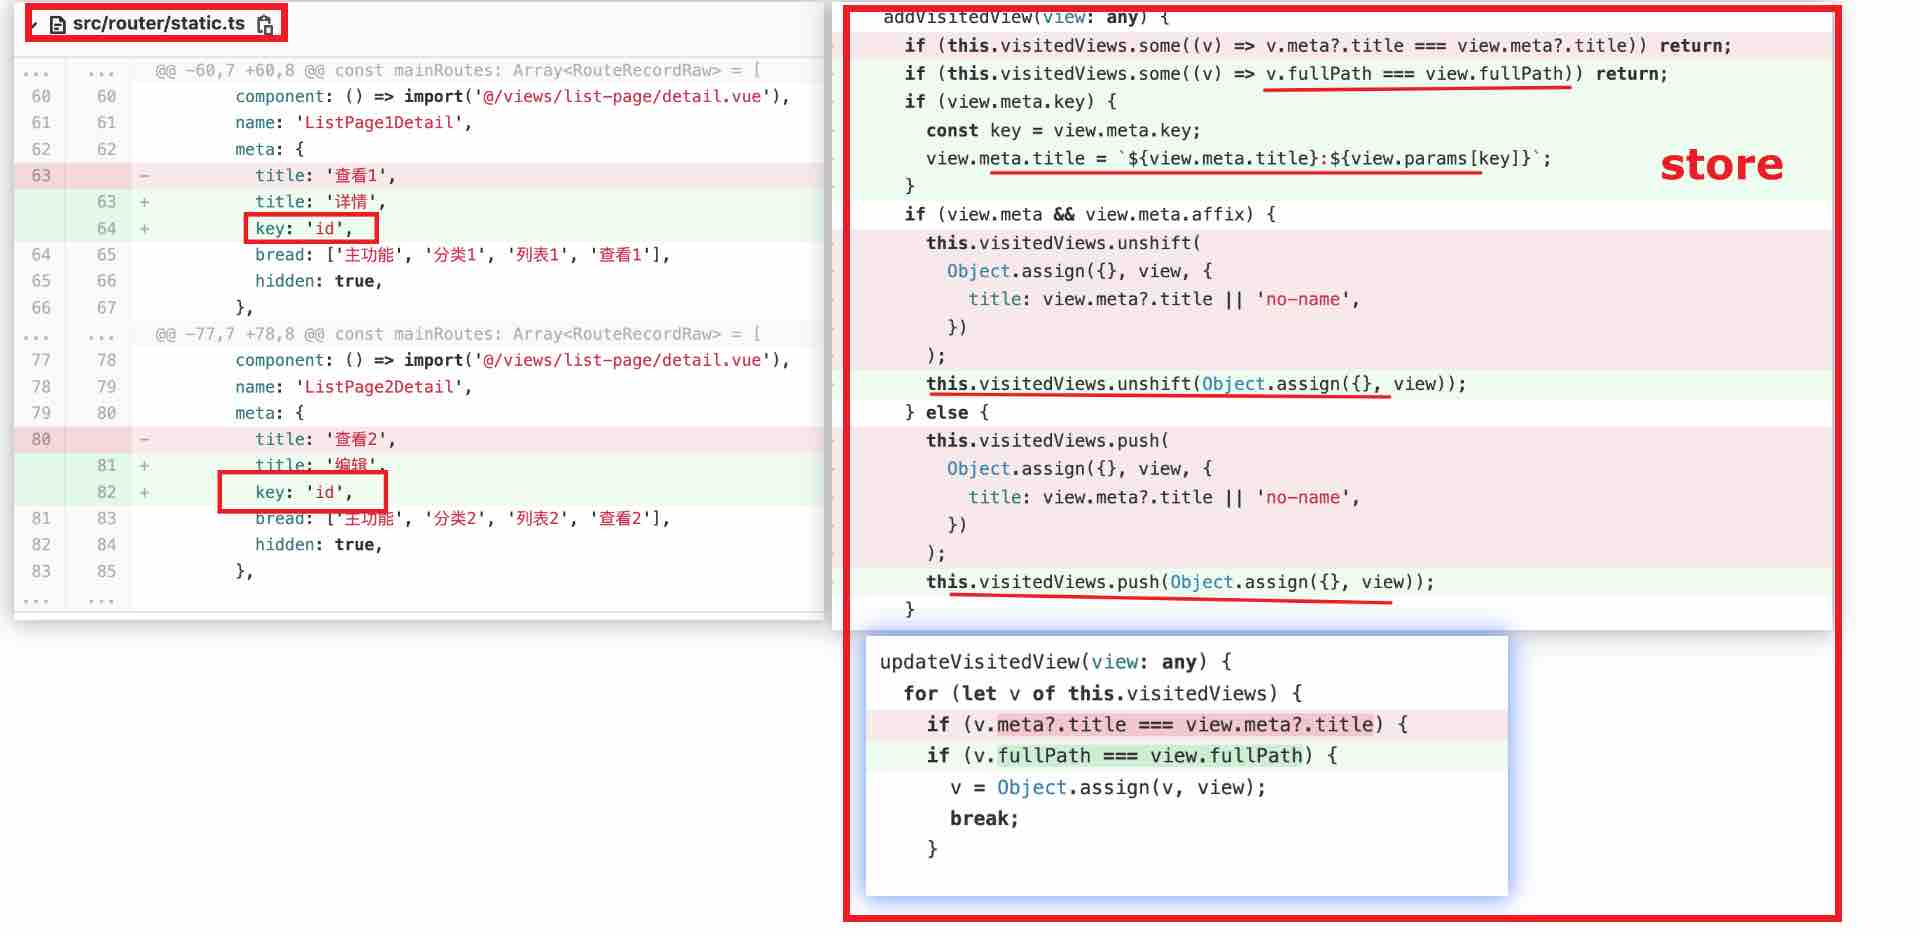 src/router/static.ts
... ... @@ -60,7 +60,8 @@ const mainRoutes: Array<RouteRecordRaw> = [
60 60 component: () => import('@/views/list-page/detail.vue'),
61 61 name: 'ListPage1Detail',
62 62 meta: {
63 - title: '查看1',
63 + title: '详情',
64 + key: 'id',
64 65 bread: ['主功能', '分类1', '列表1', '查看1'],
65 66 hidden: true,
66 67 },
... ... @@ -77,7 +78,8 @@ const mainRoutes: Array<RouteRecordRaw> = [
77 78 component: () => import('@/views/list-page/detail.vue'),
78 79 name: 'ListPage2Detail',
79 80 meta: {
80 - title: '查看2',
81 + title: '编辑',
82 + key: 'id',
81 83 bread: ['主功能', '分类2', '列表2', '查看2'],
82 84 hidden: true,
83 85 },
... ...
addVisitedView(view: any) {
if (this.visitedViews.some((v) => v.meta?.title === view.meta?.title)) return;
if (this.visitedViews.some((v) => v.fullPath === view.fullPath)) return;
if (view.meta.key) {
const key = view.meta.key;
view.meta.title = `${view.meta.title}:${view.params[key]}`;
}
store
if (view.meta && view.meta.affix) {
this.visitedViews.unshift(
Object.assign({}, view, {
title: view.meta?.title || 'no-name',
})
);
this.visitedViews.unshift(Object.assign({}, view));
} else {
this.visitedViews.push(
Object.assign({}, view, {
title: view.meta?.title || 'no-name',
})
);
this.visitedViews.push(Object.assign({}, view));
}
updateVisitedView(view: any) {
for (let v of this.visitedViews) {
if (v.meta?.title === view.meta?.title) {
if (v.fullPath === view.fullPath) {
v = Object.assign(v, view);
break;
}